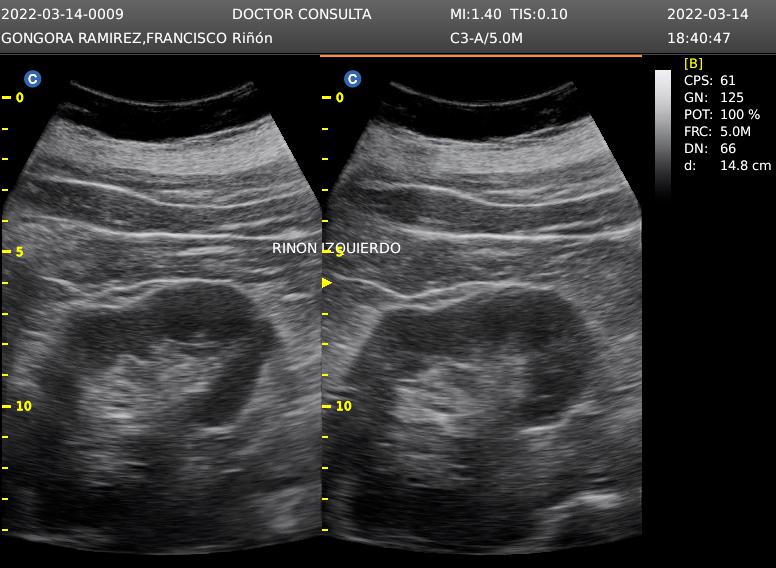 2022-03-14-0009 DOCTOR CONSULTA MI:1.40 TIS:0.10 2022-03-14
GONGORA RAMIREZ,FRANCISCO Riñón C3-A/5.0M 18:40:47
[B]
CPS: 61
GN: 125
POT: 100 %
FRC: 5.0M
DN: 66
d: 14.8 cm
C C
0 0
RINON IZQUIERDO
5 5
10 10